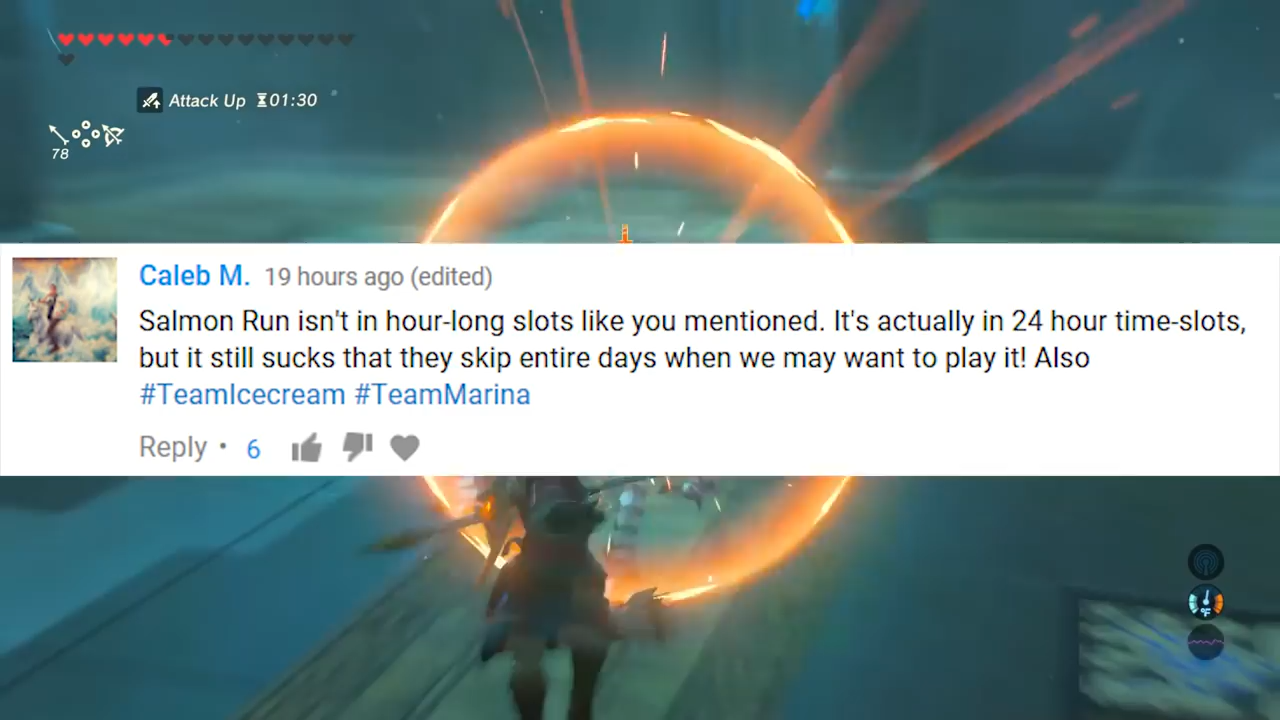 Attack Up 01:30
78
Caleb M. 19 hours ago (edited)
Salmon Run isn't in hour-long slots like you mentioned. It's actually in 24 hour time-slots,
but it still sucks that they skip entire days when we may want to play it! Also
#TeamIcecream #TeamMarina
Reply • 6
°F